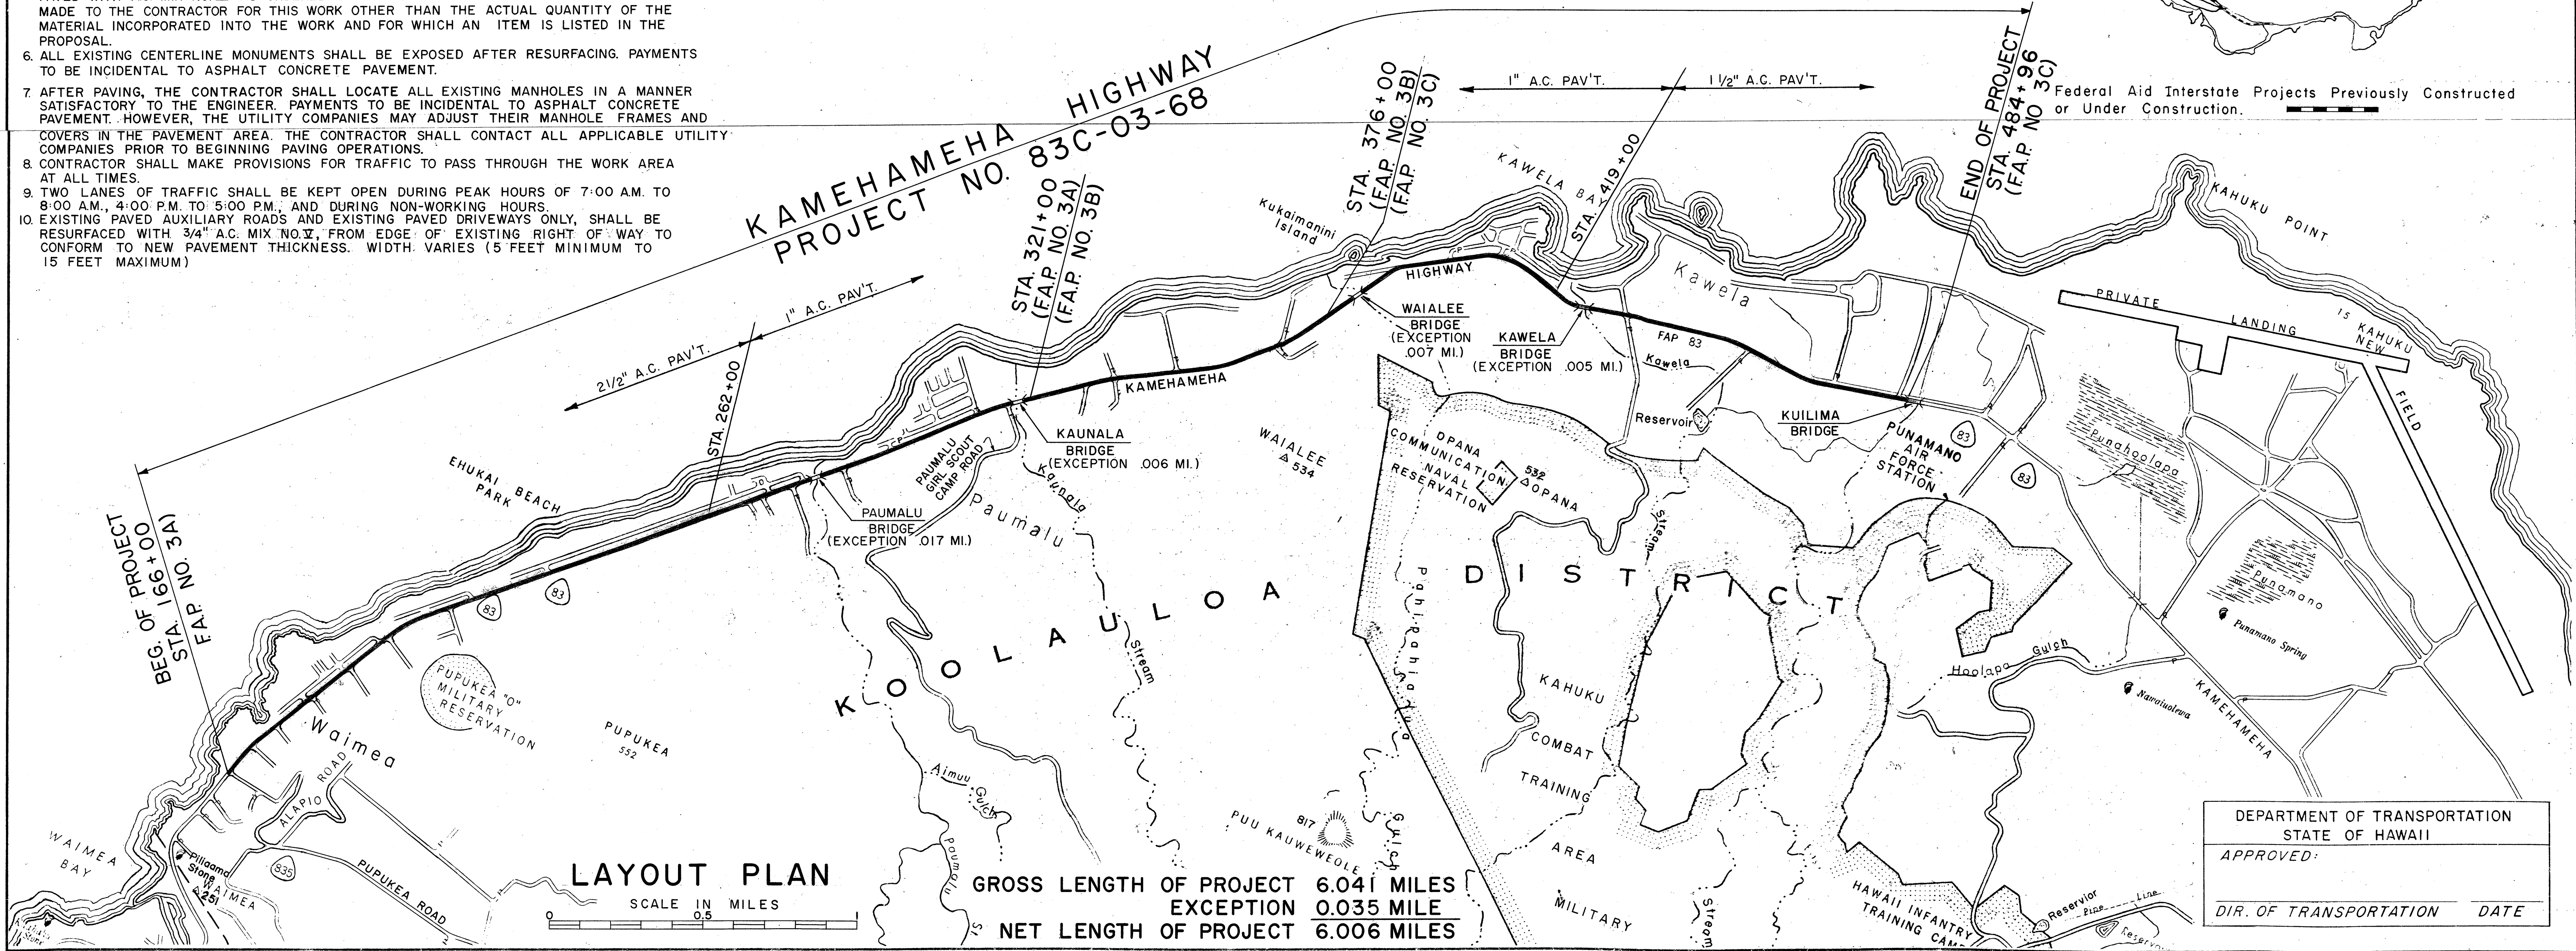 MADE TO THE CONTRACTOR FOR THIS WORK OTHER THAN THE ACTUAL QUANTITY OF THE
MATERIAL INCORPORATED INTO THE WORK AND FOR WHICH AN ITEM IS LISTED IN THE
PROPOSAL.
6. ALL EXISTING CENTERLINE MONUMENTS SHALL BE EXPOSED AFTER RESURFACING. PAYMENTS
TO BE INCIDENTAL TO ASPHALT CONCRETE PAVEMENT.
7. AFTER PAVING, THE CONTRACTOR SHALL LOCATE ALL EXISTING MANHOLES IN A MANNER
SATISFACTORY TO THE ENGINEER. PAYMENTS TO BE INCIDENTAL TO ASPHALT CONCRETE
PAVEMENT. HOWEVER, THE UTILITY COMPANIES MAY ADJUST THEIR MANHOLE FRAMES AND
COVERS IN THE PAVEMENT AREA. THE CONTRACTOR SHALL CONTACT ALL APPLICABLE UTILITY
COMPANIES PRIOR TO BEGINNING PAVING OPERATIONS.
8. CONTRACTOR SHALL MAKE PROVISIONS FOR TRAFFIC TO PASS THROUGH THE WORK AREA
AT ALL TIMES.
9. TWO LANES OF TRAFFIC SHALL BE KEPT OPEN DURING PEAK HOURS OF 7:00 A.M. TO
8:00 A.M., 4:00 P.M. TO 5:00 P.M., AND DURING NON-WORKING HOURS.
10. EXISTING PAVED AUXILIARY ROADS AND EXISTING PAVED DRIVEWAYS ONLY, SHALL BE
RESURFACED WITH 3/4" A.C. MIX NO. V, FROM EDGE OF EXISTING RIGHT OF WAY TO
CONFORM TO NEW PAVEMENT THICKNESS. WIDTH VARIES (5 FEET MINIMUM TO
15 FEET MAXIMUM)
KAMEHAMEHA HIGHWAY
PROJECT NO. 83C-03-68
BEG. OF PROJECT
STA. 166+00
F.A.P. NO. 3A)
2 1/2" A.C. PAV'T.
1" A.C. PAV'T.
STA. 262+00
STA. 321+00
(F.A.P. NO. 3A)
(F.A.P. NO. 3B)
STA. 376+00
(F.A.P. NO. 3B)
(F.A.P. NO. 3C)
1" A.C. PAV'T.
1 1/2" A.C. PAV'T.
STA. 419+00
END OF PROJECT
STA. 484+96
(F.A.P. NO 3C)
Federal Aid Interstate Projects Previously Constructed
or Under Construction.
KAWELA BAY
Kukaimanini
Island
KAHUKU POINT
Kawela
HIGHWAY
WAIALEE
BRIDGE
(EXCEPTION
.007 MI.)
KAWELA
BRIDGE
(EXCEPTION .005 MI.)
FAP 83
Kawela
Stream
Reservoir
KUILIMA
BRIDGE
KAMEHAMEHA
KAUNALA
BRIDGE
(EXCEPTION .006 MI.)
PAUMALU
BRIDGE
(EXCEPTION .017 MI.)
PAUMALU
GIRL SCOUT
CAMP ROAD
Kaunala
Stream
Paumalu
EHUKAI BEACH
PARK
83
83
83
83
PRIVATE LANDING FIELD
15 KAHUKU
NEW
Punahoolapa
PUNAMANO
AIR
FORCE
STATION
Punamano
Punamano Spring
Hoolapa Gulch
Nawaiuolewa
KAMEHAMEHA
WAIALEE
534
OPANA
COMMUNICATION
NAVAL
RESERVATION
532
OPANA
KOOLAULOA DISTRICT
Pahipahialua
Gulch
KAHUKU
COMBAT
TRAINING
AREA
MILITARY
Stream
HAWAII INFANTRY
TRAINING CAMP
Reservior
Pipe Line
PUPUKEA "O"
MILITARY
RESERVATION
PUPUKEA
552
Waimea
ALAPIO ROAD
835
PUPUKEA ROAD
WAIMEA
BAY
Piliaama
Stone
WAIMEA
251
Aimuu
Gulch
Paumalu
St
817
PUU KAUWEWEOLE
LAYOUT PLAN
SCALE IN MILES
0 0.5 1
GROSS LENGTH OF PROJECT 6.041 MILES
EXCEPTION 0.035 MILE
NET LENGTH OF PROJECT 6.006 MILES
DEPARTMENT OF TRANSPORTATION
STATE OF HAWAII
APPROVED:
DIR. OF TRANSPORTATION DATE